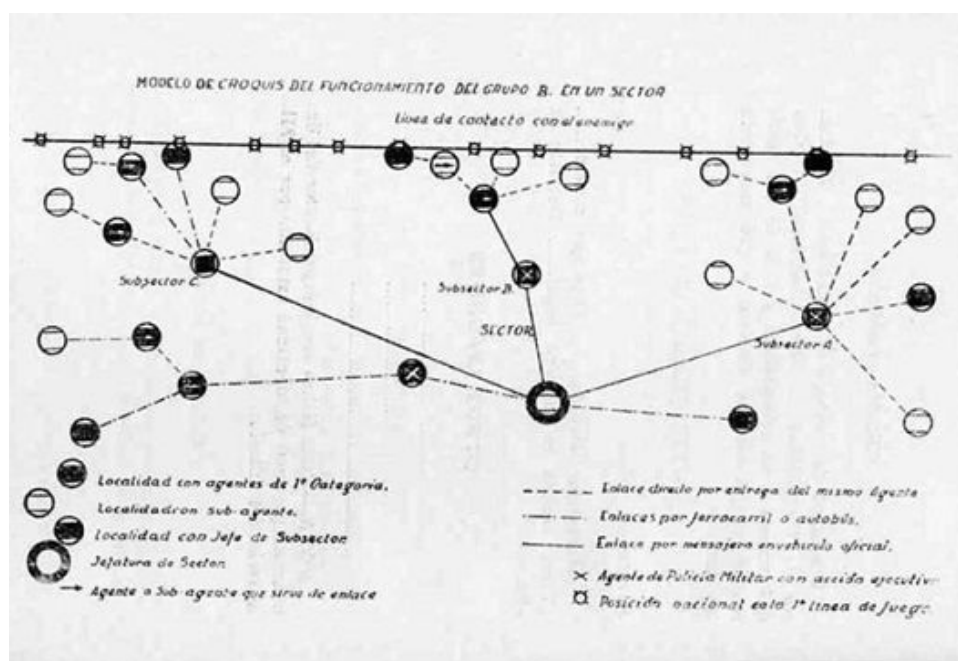 MODELO DE CROQUIS DEL FUNCIONAMIENTO DEL GRUPO B. EN UN SECTOR
Línea de contacto con el enemigo
Subsector C.
Subsector B.
SECTOR
Subsector A.
Localidad con agentes de 1ª Categoría.
Localidad con sub-agente.
Localidad con Jefe de Subsector
Jefatura de Sector
Agente o Sub-agente que sirve de enlace
Enlace directo por entrega del mismo Agente
Enlaces por ferrocarril o autobús.
Enlace por mensajero en vehículo oficial.
Agente de Policía Militar con acción ejecutiva
Posición nacional en la 1ª línea de fuego.